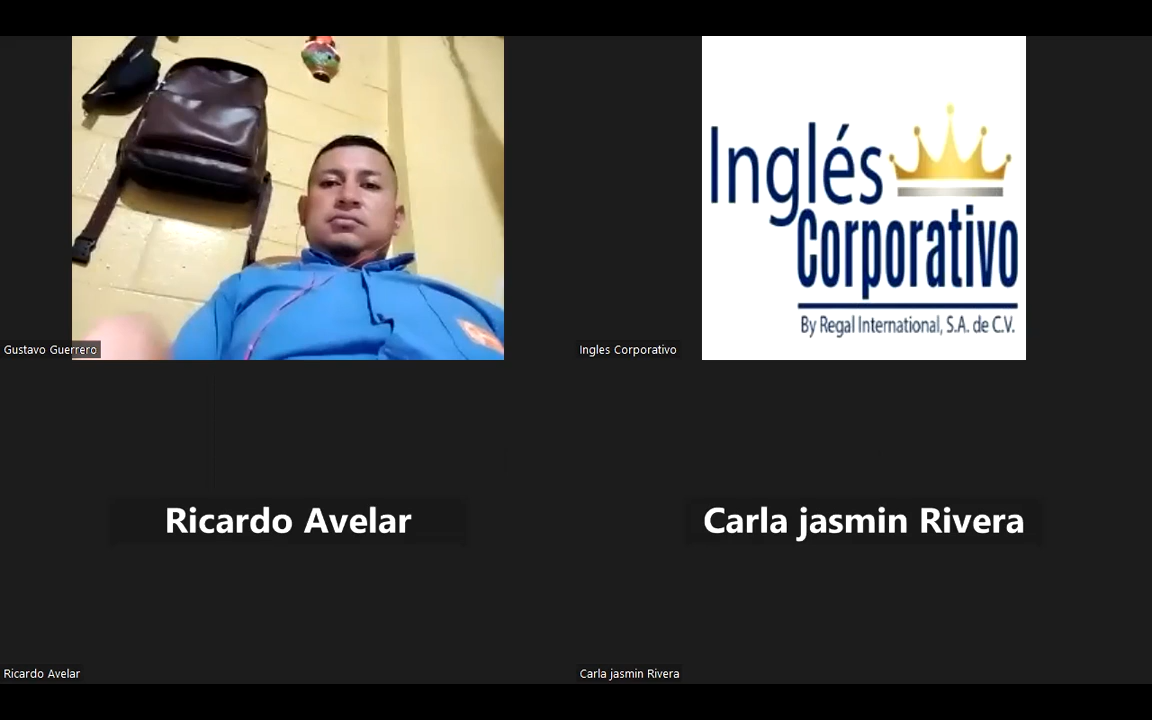 Inglés
Corporativo
By Regal International, S.A. de C.V.
Gustavo Guerrero
Ingles Corporativo
Ricardo Avelar
Carla jasmin Rivera
Ricardo Avelar
Carla jasmin Rivera